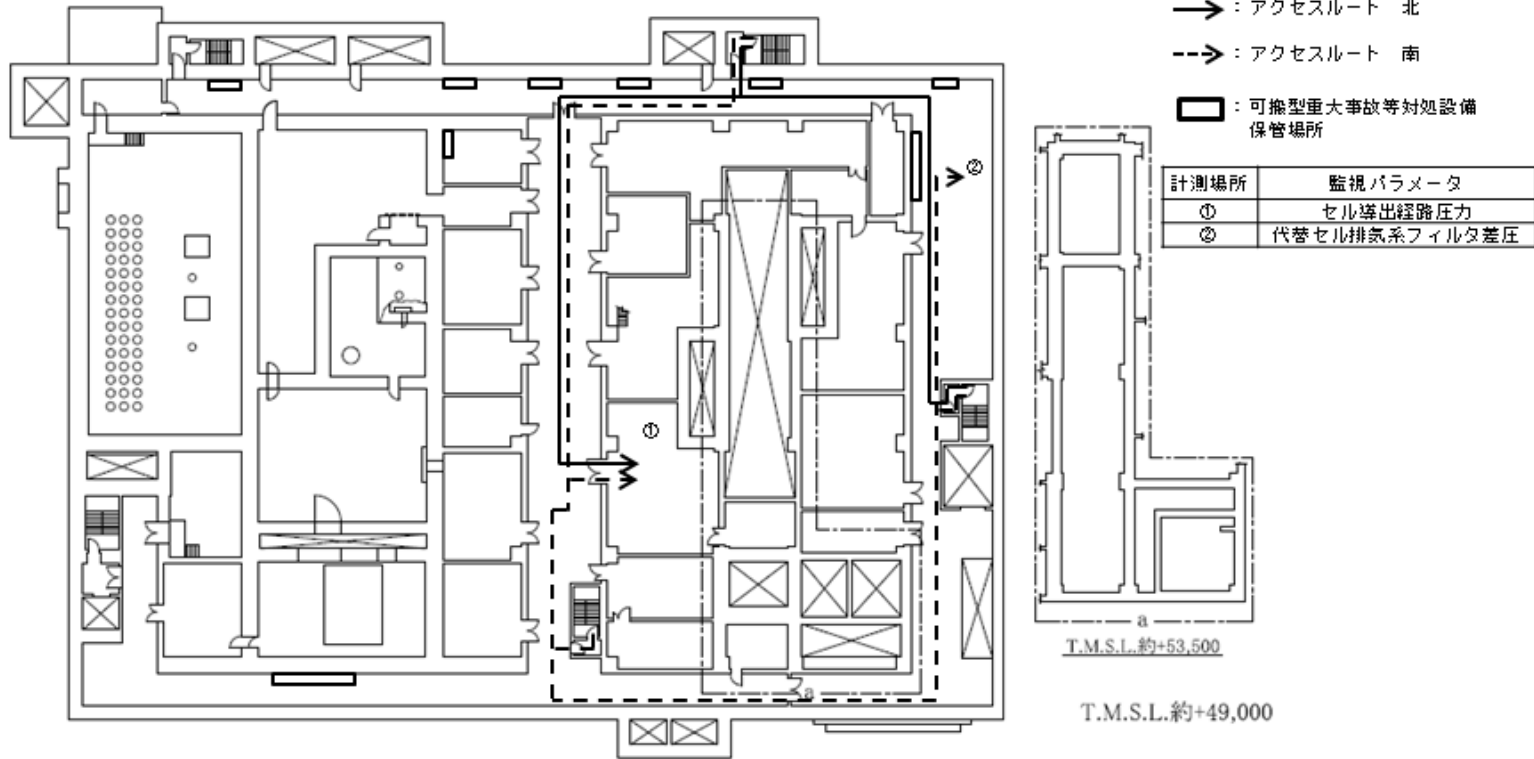 ：アクセスルート　北
：アクセスルート　南
：可搬型重大事故等対処設備
保管場所
計測場所 監視パラメータ
① セル導出経路圧力
② 代替セル排気系フィルタ差圧
②
①
a
a
T.M.S.L.約+53,500
T.M.S.L.約+49,000